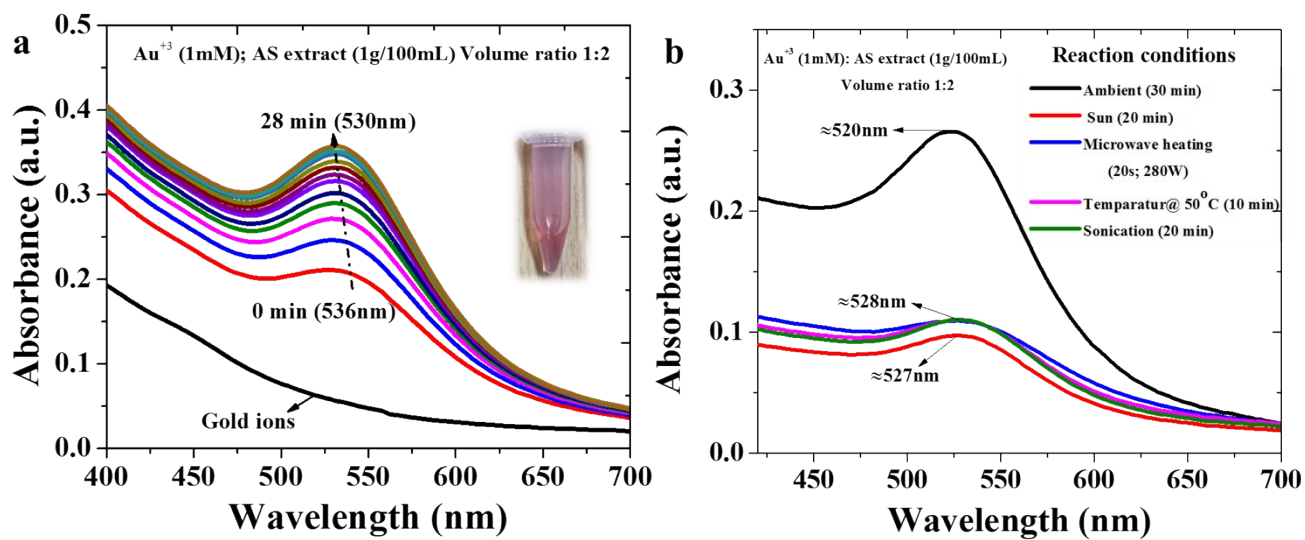 a
Au+3 (1mM); AS extract (1g/100mL) Volume ratio 1:2
28 min (530nm)
0 min (536nm)
Gold ions
0.5
0.4
0.3
0.2
0.1
0.0
400 450 500 550 600 650 700
Absorbance (a.u.)
Wavelength (nm)
b
Au+3 (1mM): AS extract (1g/100mL)
Volume ratio 1:2
Reaction conditions
Ambient (30 min)
Sun (20 min)
Microwave heating
(20s; 280W)
Temparatur@ 50°C (10 min)
Sonication (20 min)
≈520nm
≈528nm
≈527nm
0.3
0.2
0.1
0.0
450 500 550 600 650 700
Absorbance (a.u.)
Wavelength (nm)